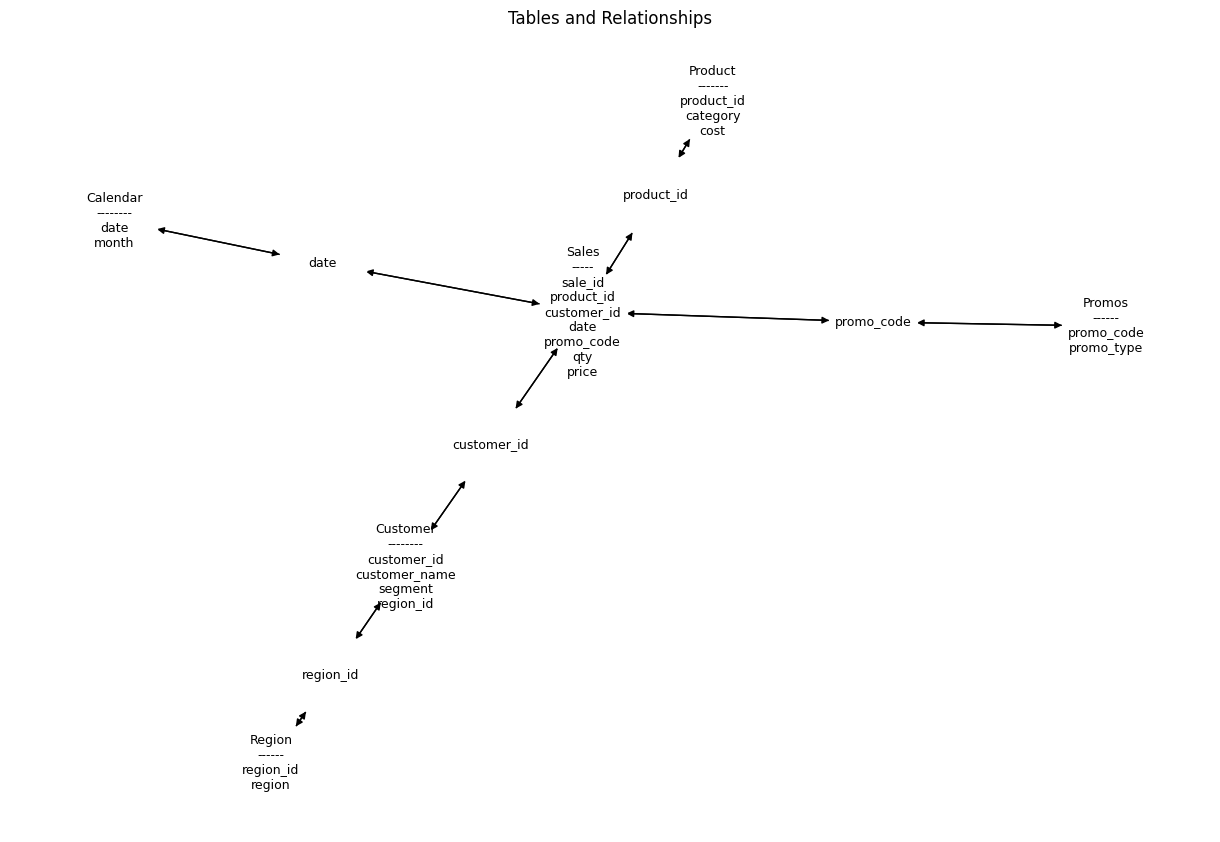 Tables and Relationships
Product
-------
product_id
category
cost
product_id
Calendar
--------
date
month
date
Sales
-----
sale_id
product_id
customer_id
date
promo_code
qty
price
promo_code
Promos
------
promo_code
promo_type
customer_id
Customer
--------
customer_id
customer_name
segment
region_id
region_id
Region
------
region_id
region